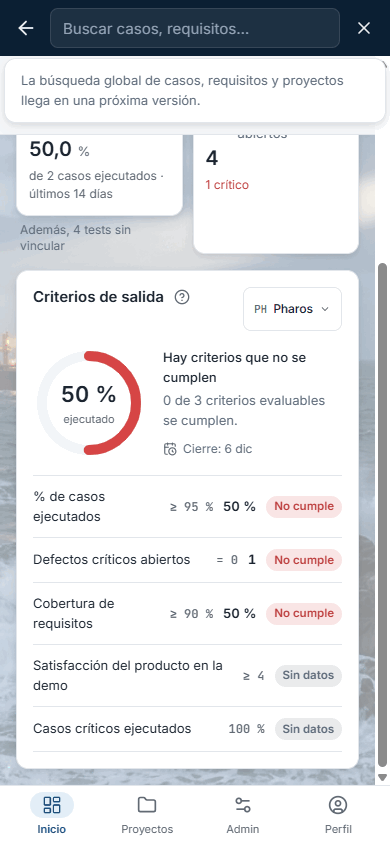 Buscar casos, requisitos...
La búsqueda global de casos, requisitos y proyectos
llega en una próxima versión.
50,0 %
de 2 casos ejecutados ·
últimos 14 días
Además, 4 tests sin
vincular
abiertos
4
1 crítico
Criterios de salida
PH Pharos
50 %
ejecutado
Hay criterios que no se
cumplen
0 de 3 criterios evaluables
se cumplen.
Cierre: 6 dic
% de casos
ejecutados
≥ 95 % 50 % No cumple
Defectos críticos abiertos = 0 1 No cumple
Cobertura de
requisitos
≥ 90 % 50 % No cumple
Satisfacción del producto en la
demo
≥ 4 Sin datos
Casos críticos ejecutados 100 % Sin datos
Inicio Proyectos Admin Perfil